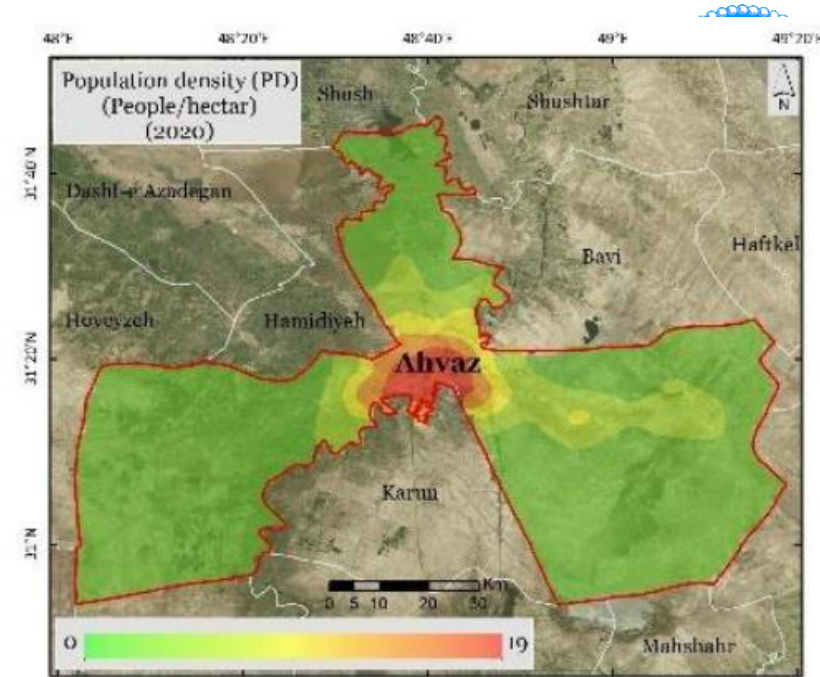 48°E 48°20'E 48°40'E 49°E 49°20'E
Population density (PD)
(People/hectar)
(2020)
N
Shush
Shushtar
31°40'N
Dasht-e Azadegan
Bavi
Haftkel
Hoveyzeh
Hamidiyeh
31°20'N
Ahvaz
Karun
31°N
Km
0 5 10 20 30
0 19
Mahshahr